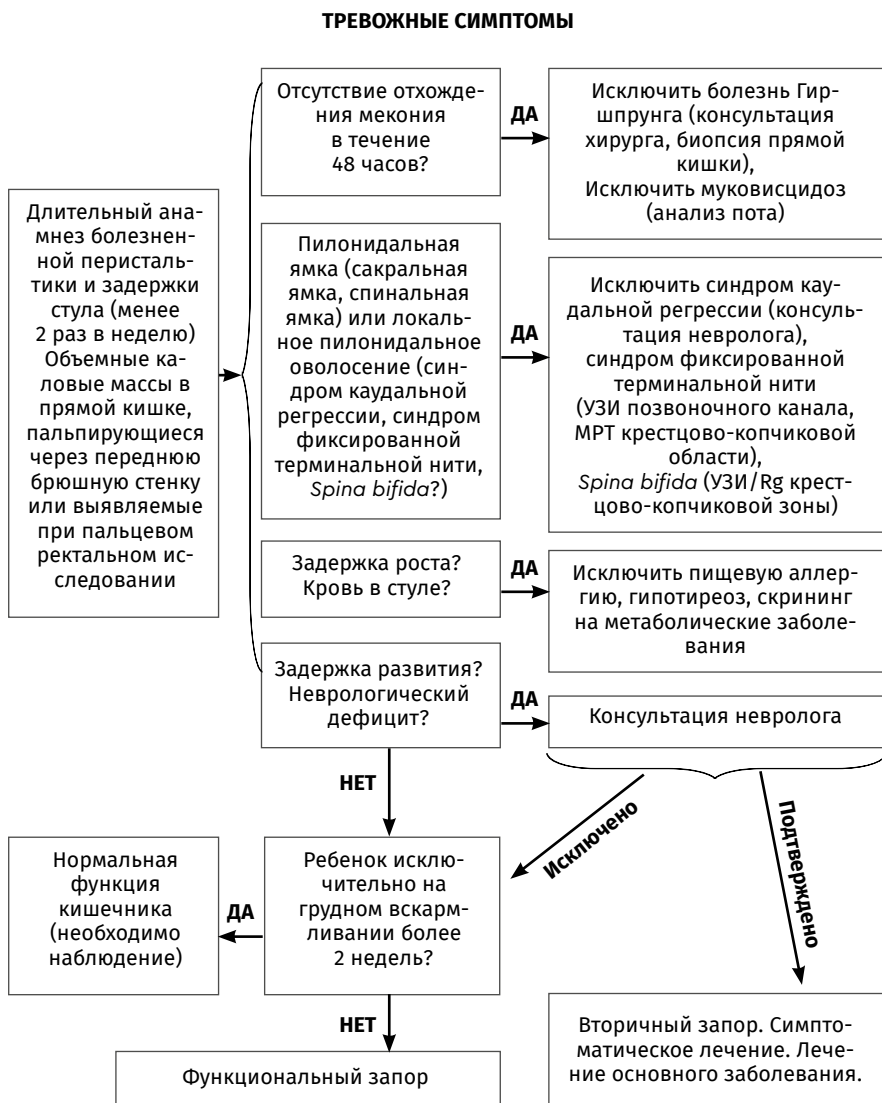 ТРЕВОЖНЫЕ СИМПТОМЫ
Длительный ана-
мнез болезнен-
ной перисталь-
тики и задержки
стула (менее
2 раз в неделю)
Объемные ка-
ловые массы в
прямой кишке,
пальпирующиеся
через переднюю
брюшную стенку
или выявляемые
при пальцевом
ректальном ис-
следовании
Отсутствие отхожде-
ния мекония
в течение
48 часов?
ДА
Исключить болезнь Гир-
шпрунга (консультация
хирурга, биопсия прямой
кишки),
Исключить муковисцидоз
(анализ пота)
Пилонидальная
ямка (сакральная
ямка, спинальная
ямка) или локаль-
ное пилонидальное
оволосение (син-
дром каудальной
регрессии, синдром
фиксированной
терминальной нити,
Spina bifida?)
ДА
Исключить синдром кау-
дальной регрессии (консуль-
тация невролога),
синдром фиксированной
терминальной нити
(УЗИ позвоночного канала,
МРТ крестцово-копчиковой
области),
Spina bifida (УЗИ/Rg крест-
цово-копчиковой зоны)
Задержка роста?
Кровь в стуле?
ДА
Исключить пищевую аллер-
гию, гипотиреоз, скрининг
на метаболические заболе-
вания
Задержка развития?
Неврологический
дефицит?
ДА
Консультация невролога
НЕТ
Исключено
Подтверждено
Ребенок исклю-
чительно на
грудном вскарм-
ливании более
2 недель?
ДА
Нормальная
функция
кишечника
(необходимо
наблюдение)
НЕТ
Функциональный запор
Вторичный запор. Симпто-
матическое лечение. Лече-
ние основного заболевания.